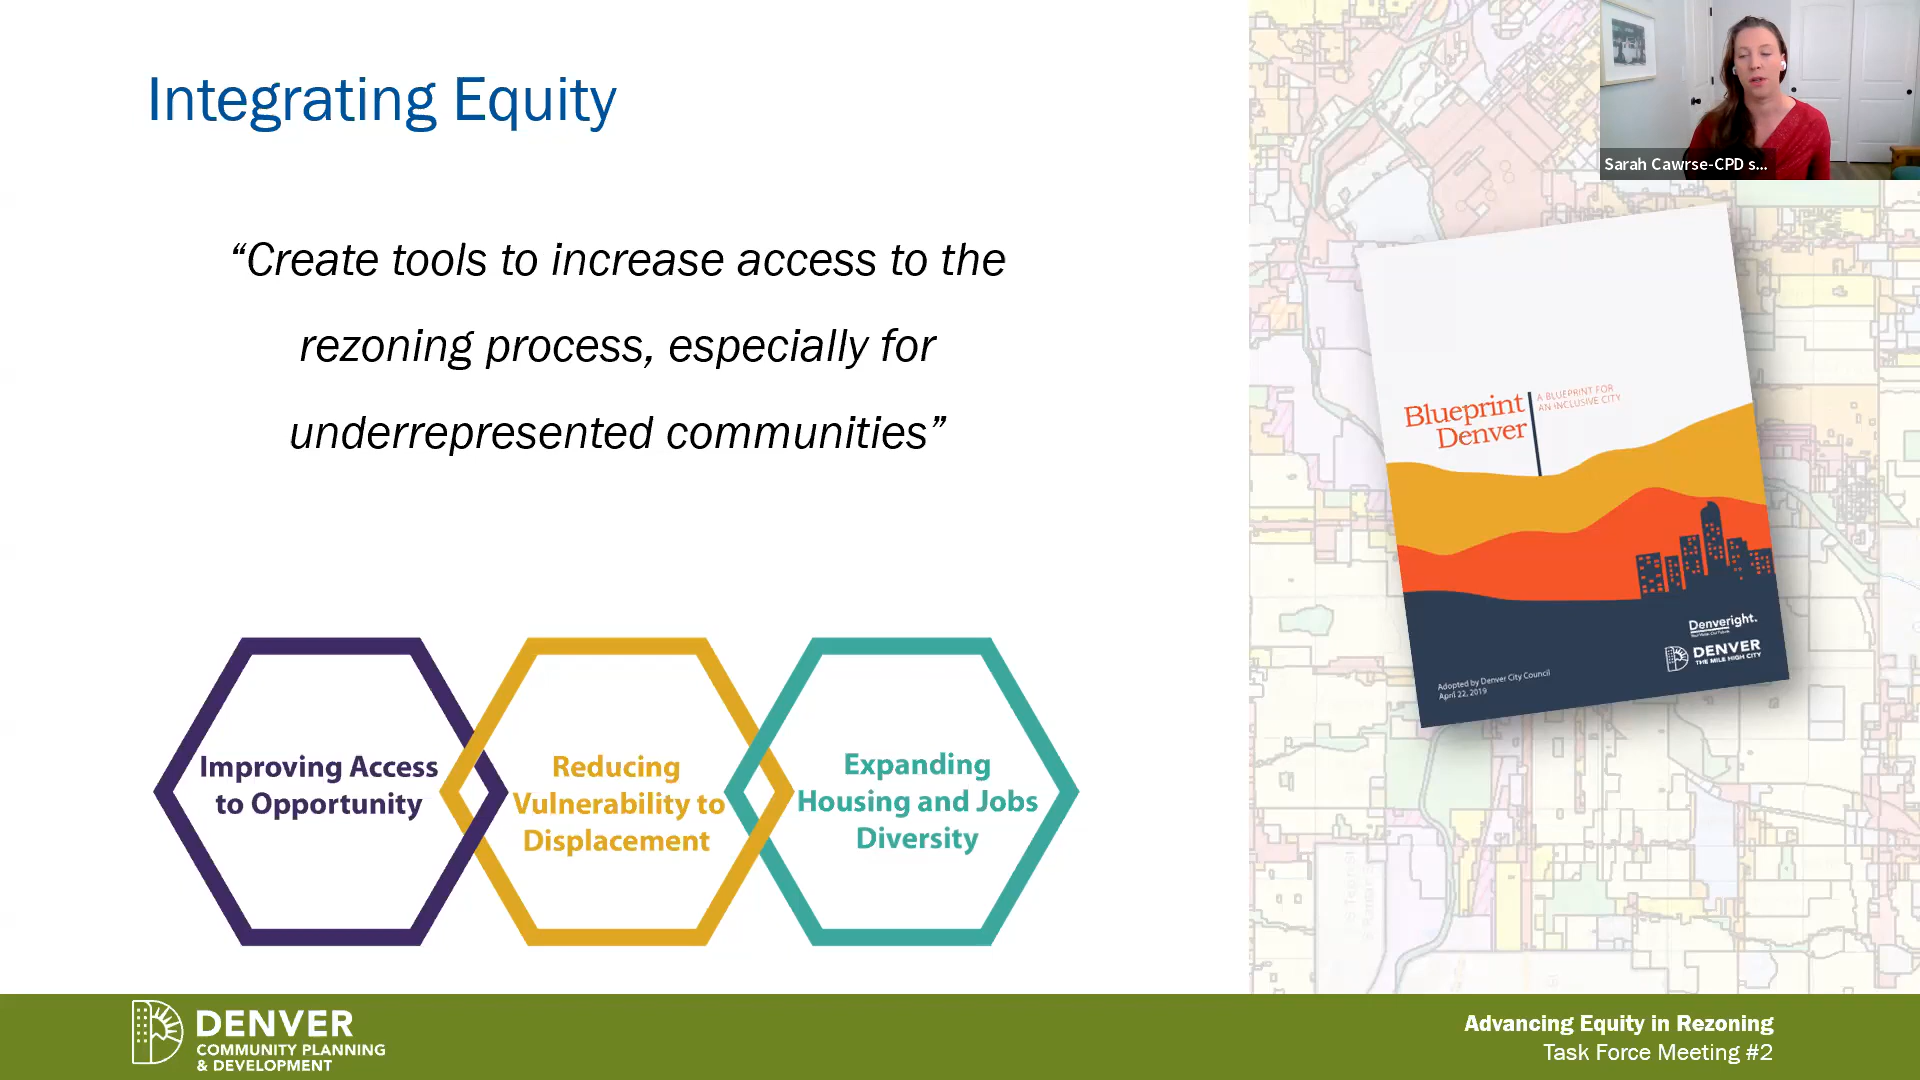 Integrating Equity
“Create tools to increase access to the
rezoning process, especially for
underrepresented communities”
Improving Access
to Opportunity
Reducing
Vulnerability to
Displacement
Expanding
Housing and Jobs
Diversity
Sarah Cawrse-CPD s...
Blueprint
Denver
A BLUEPRINT FOR
AN INCLUSIVE CITY
Denveright.
DENVER
THE MILE HIGH CITY
Adopted by Denver City Council
April 22, 2019
DENVER
COMMUNITY PLANNING
& DEVELOPMENT
Advancing Equity in Rezoning
Task Force Meeting #2